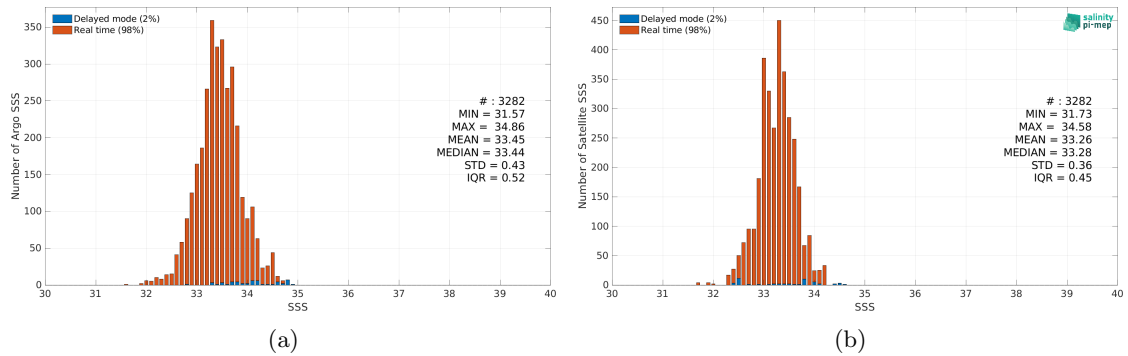 Delayed mode (2%)
Real time (98%)
Number of Argo SSS
350
300
250
200
150
100
50
0
# : 3282
MIN = 31.57
MAX = 34.86
MEAN = 33.45
MEDIAN = 33.44
STD = 0.43
IQR = 0.52
30 31 32 33 34 35 36 37 38 39 40
SSS
(a)
Delayed mode (2%)
Real time (98%)
salinity
pi-mep
Number of Satellite SSS
450
400
350
300
250
200
150
100
50
0
# : 3282
MIN = 31.73
MAX = 34.58
MEAN = 33.26
MEDIAN = 33.28
STD = 0.36
IQR = 0.45
30 31 32 33 34 35 36 37 38 39 40
SSS
(b)